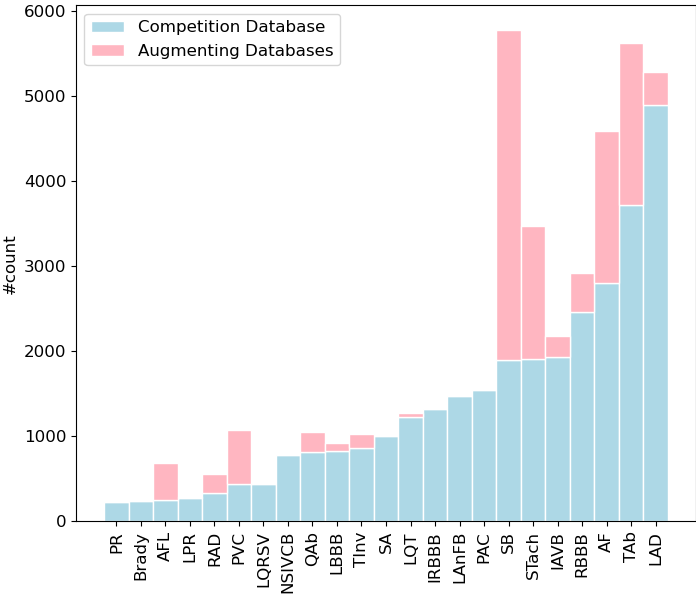 Competition Database
Augmenting Databases
#count
6000
5000
4000
3000
2000
1000
0
PR
Brady
AFL
LPR
RAD
PVC
LQRSV
NSIVCB
QAb
LBBB
TInv
SA
LQT
IRBBB
LAnFB
PAC
SB
STach
IAVB
RBBB
AF
TAb
LAD